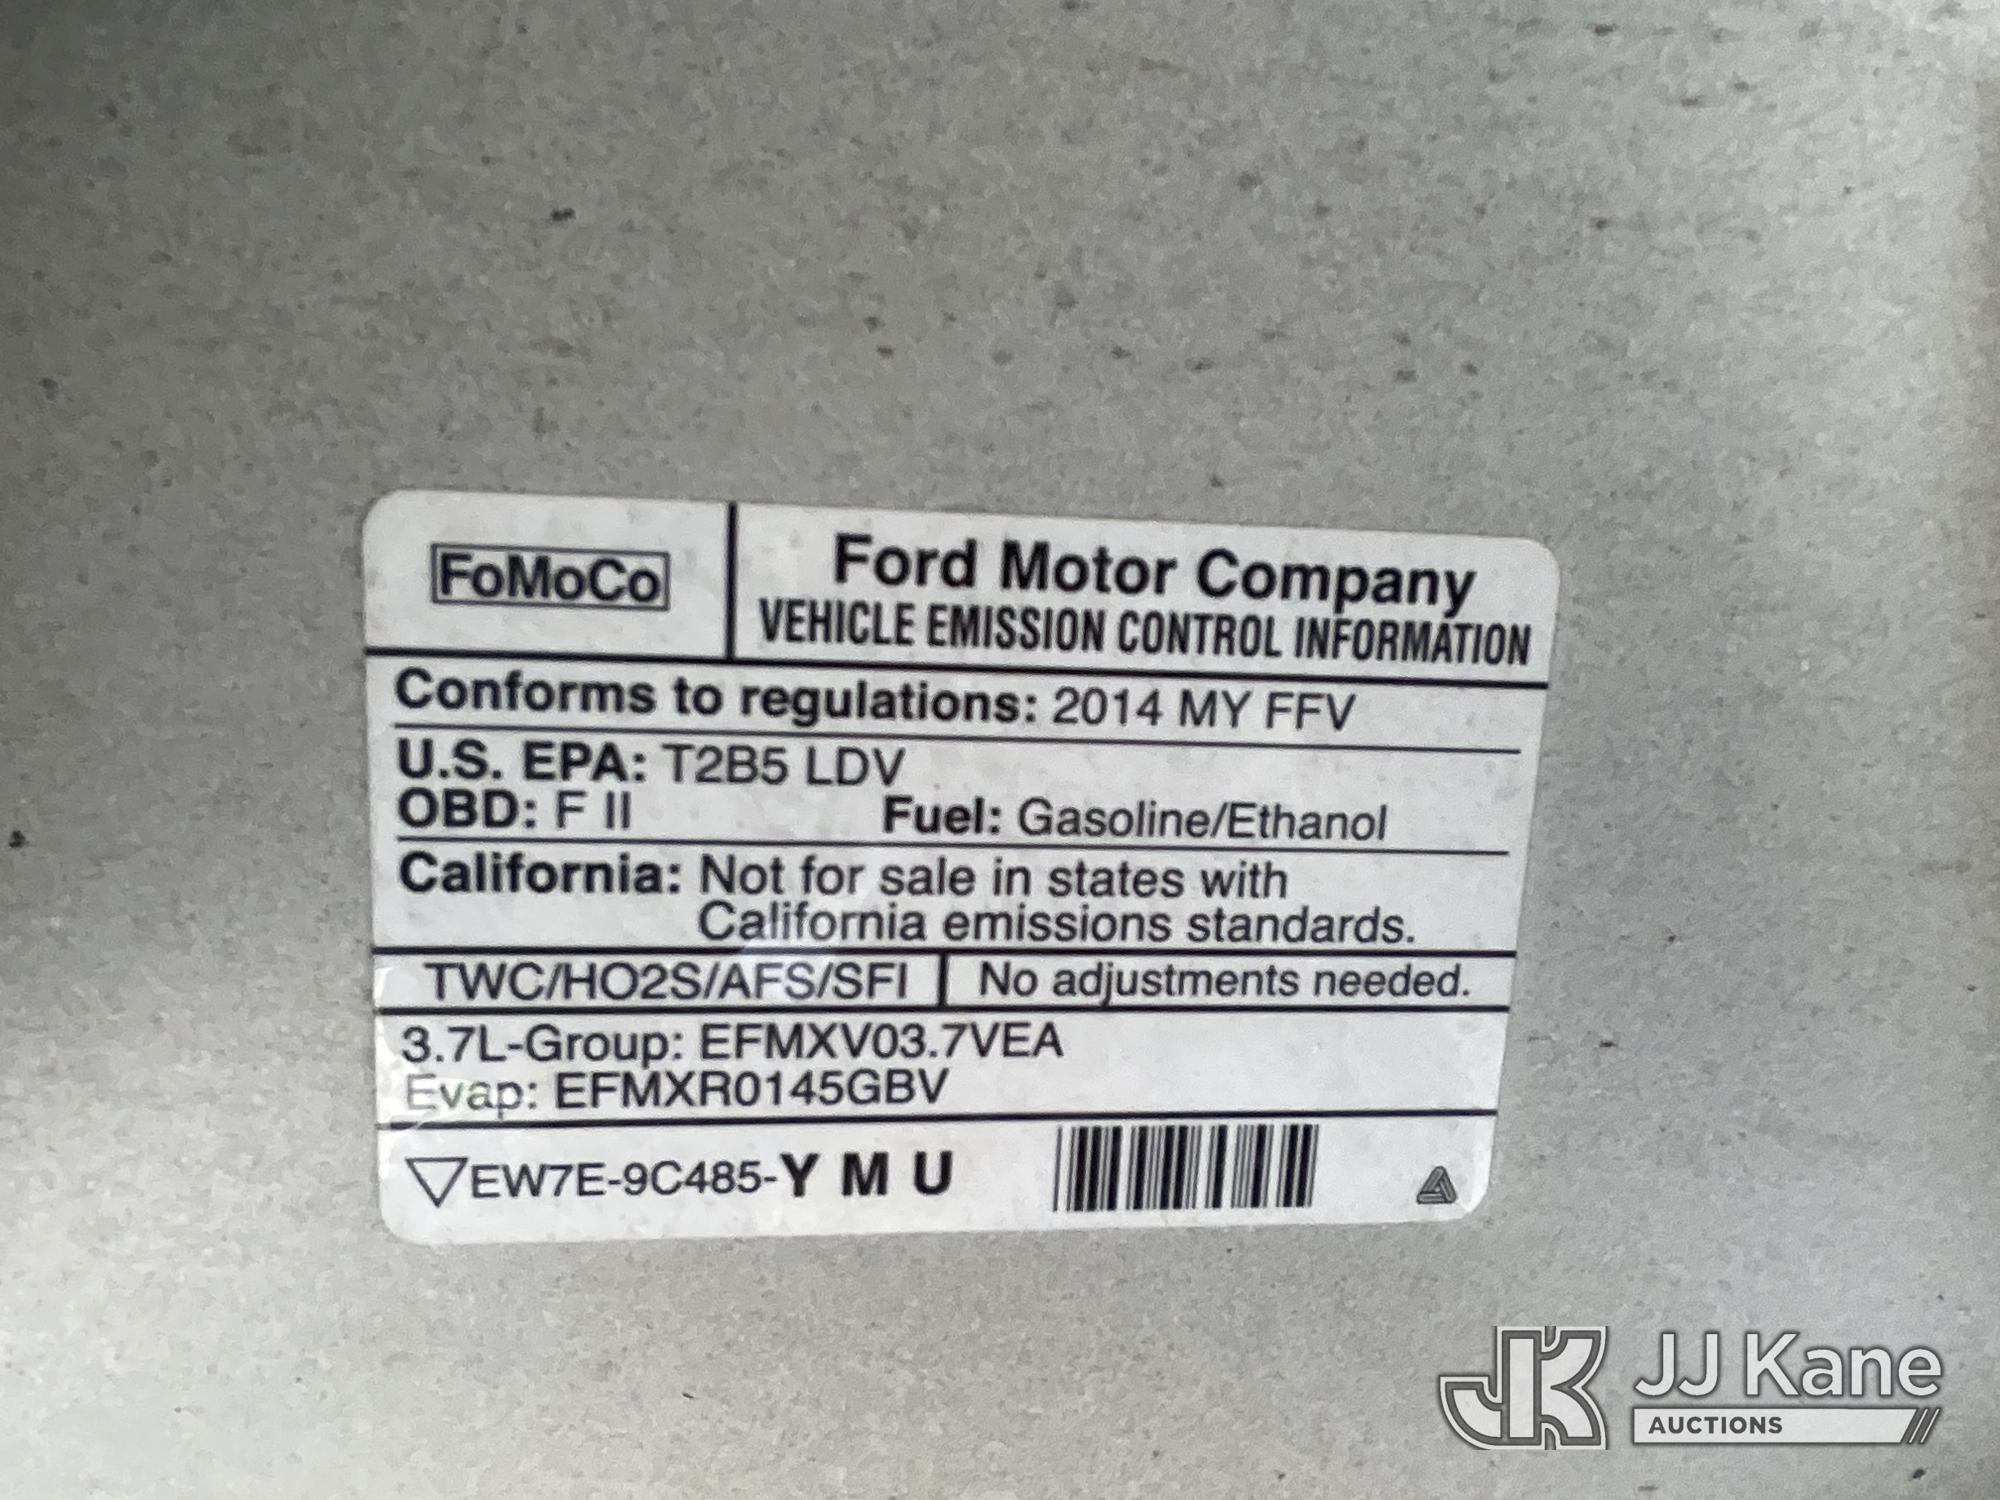 FoMoCo
Ford Motor Company
VEHICLE EMISSION CONTROL INFORMATION
Conforms to regulations: 2014 MY FFV
U.S. EPA: T2B5 LDV
OBD: F II Fuel: Gasoline/Ethanol
California: Not for sale in states with
California emissions standards.
TWC/HO2S/AFS/SFI No adjustments needed.
3.7L-Group: EFMXV03.7VEA
Evap: EFMXR0145GBV
EW7E-9C485-Y M U
JK JJ Kane
AUCTIONS